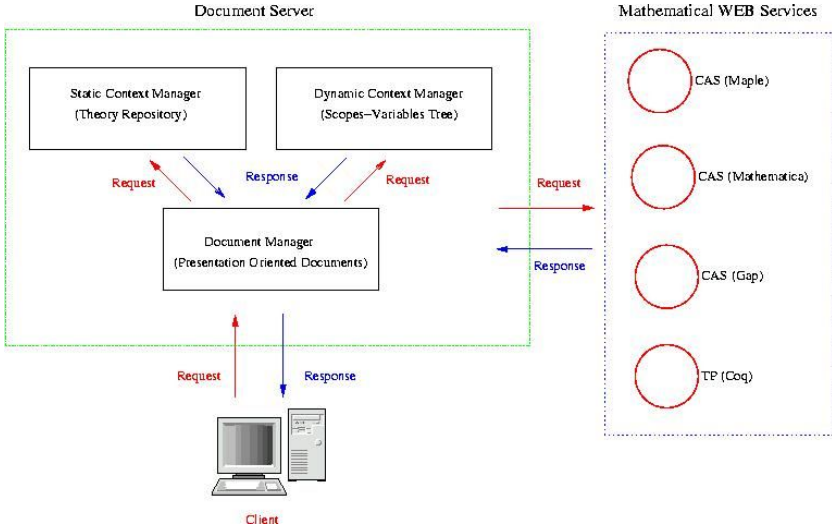 Document Server
Mathematical WEB Services
Static Context Manager
(Theory Repository)
Dynamic Context Manager
(Scopes-Variables Tree)
CAS (Maple)
Request
Response
Request
Request
CAS (Mathematica)
Document Manager
(Presentation Oriented Documents)
Response
CAS (Gap)
Request
Response
TP (Coq)
Client